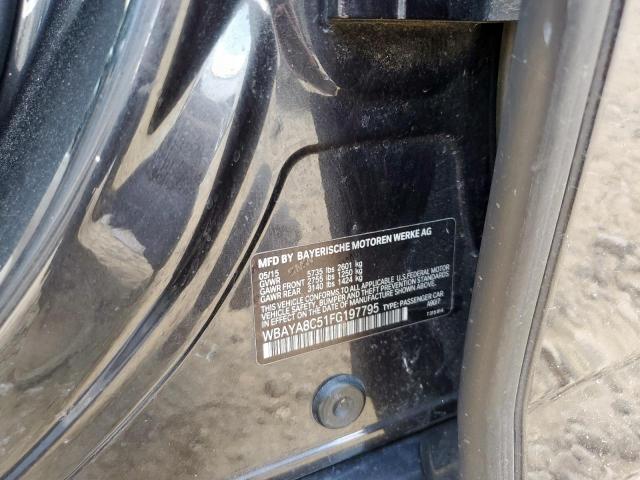 MFD BY BAYERISCHE MOTOREN WERKE AG
05/15
GVWR 5735 lbs 2601 kg
GAWR FRONT 2755 lbs 1250 kg
GAWR REAR 3140 lbs 1424 kg
THIS VEHICLE CONFORMS TO ALL APPLICABLE U.S. FEDERAL MOTOR
VEHICLE SAFETY, BUMPER, AND THEFT PREVENTION STANDARDS
IN EFFECT ON THE DATE OF MANUFACTURE SHOWN ABOVE.
WBAYA8C51FG197795 TYPE: PASSENGER CAR